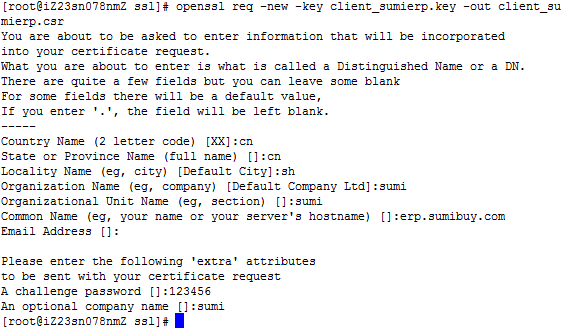 [root@iZ23sn078nmZ ssl]# openssl req -new -key client_sumierp.key -out client_su
mierp.csr
You are about to be asked to enter information that will be incorporated
into your certificate request.
What you are about to enter is what is called a Distinguished Name or a DN.
There are quite a few fields but you can leave some blank
For some fields there will be a default value,
If you enter '.', the field will be left blank.
-----
Country Name (2 letter code) [XX]:cn
State or Province Name (full name) []:cn
Locality Name (eg, city) [Default City]:sh
Organization Name (eg, company) [Default Company Ltd]:sumi
Organizational Unit Name (eg, section) []:sumi
Common Name (eg, your name or your server's hostname) []:erp.sumibuy.com
Email Address []:

Please enter the following 'extra' attributes
to be sent with your certificate request
A challenge password []:123456
An optional company name []:sumi
[root@iZ23sn078nmZ ssl]#